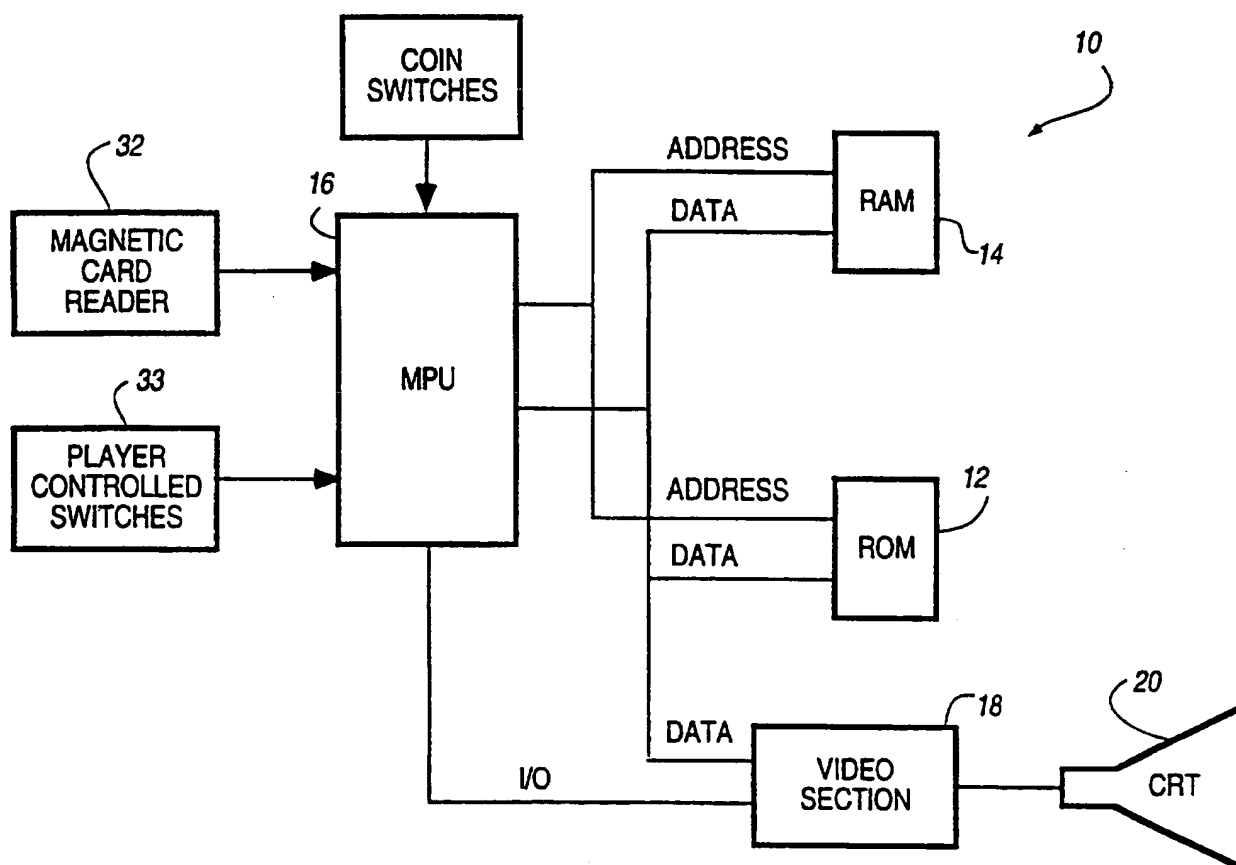 COIN
SWITCHES
10
32
16
MAGNETIC
CARD
READER
ADDRESS
DATA
RAM
14
MPU
33
PLAYER
CONTROLLED
SWITCHES
ADDRESS
DATA
ROM
12
DATA
I/O
18
VIDEO
SECTION
20
CRT